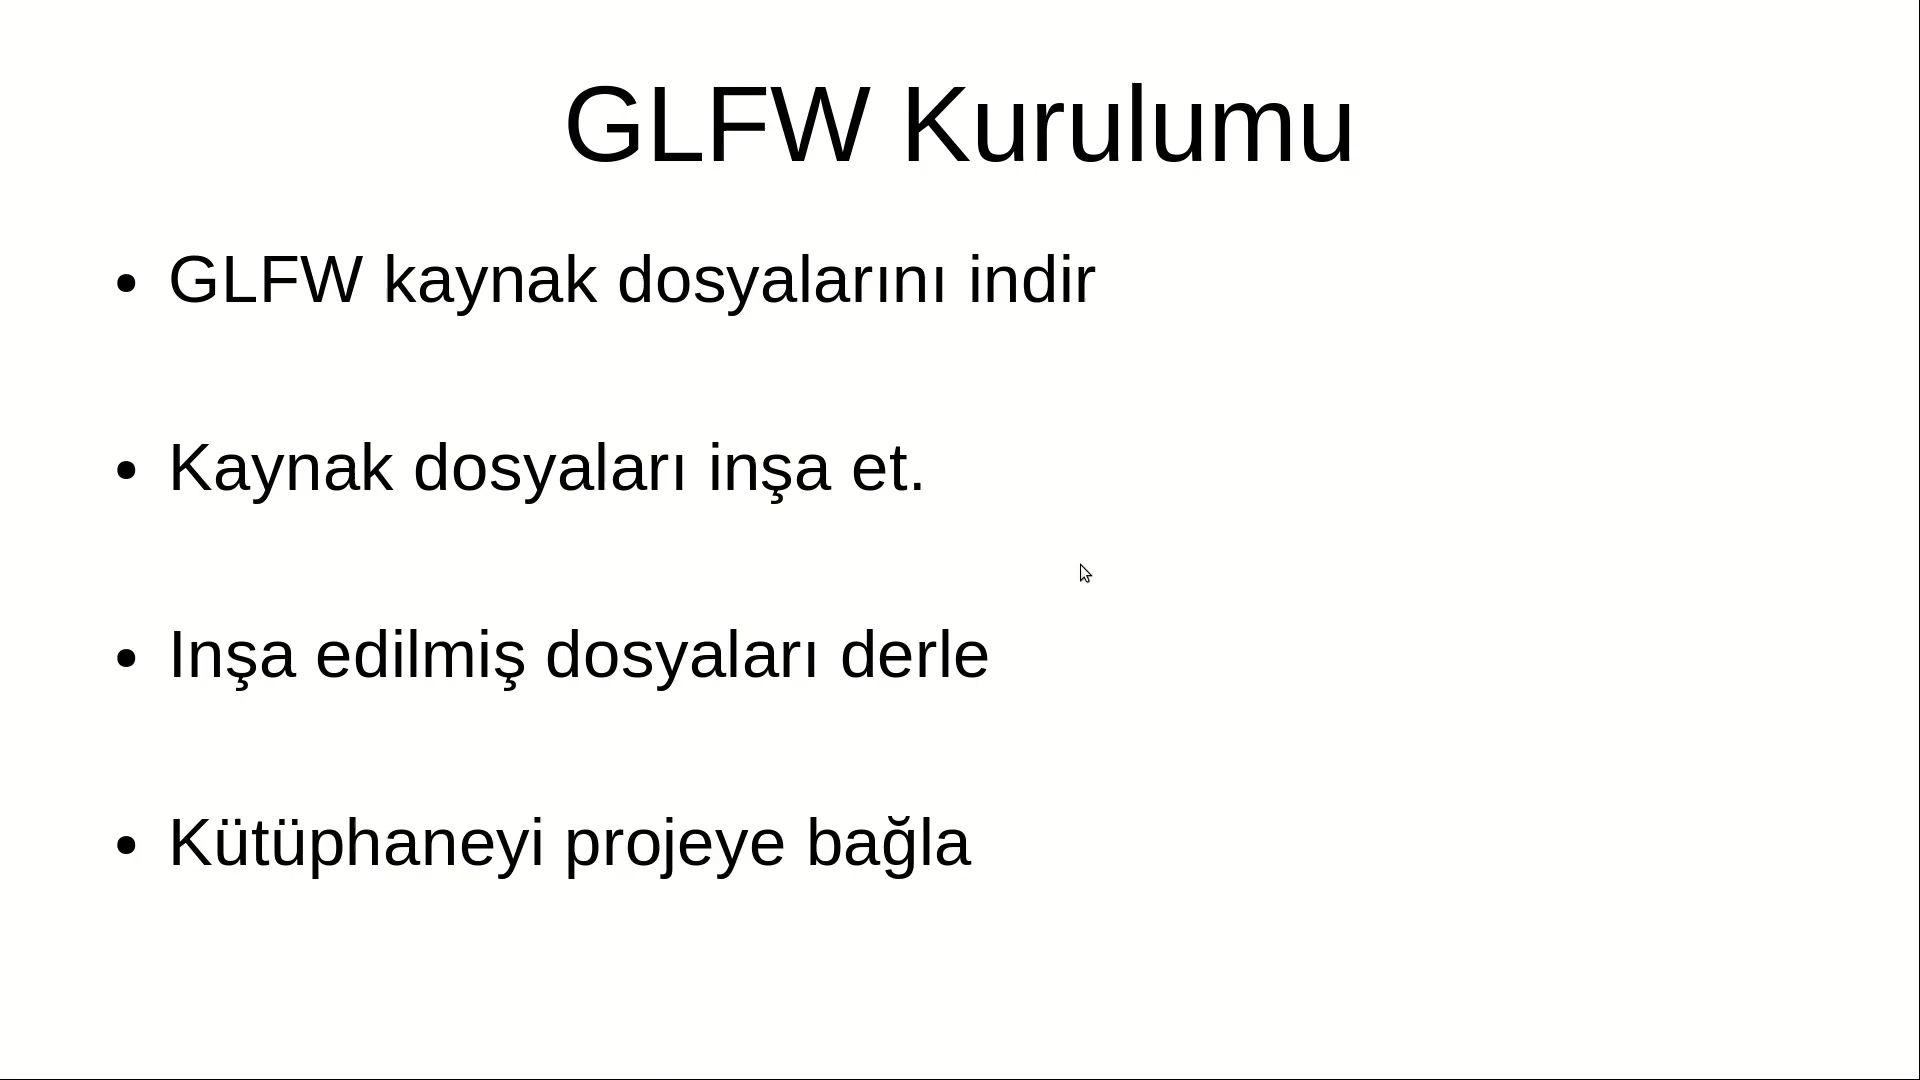 GLFW Kurulumu
• GLFW kaynak dosyalarını indir
• Kaynak dosyaları inşa et.
• Inşa edilmiş dosyaları derle
• Kütüphaneyi projeye bağla